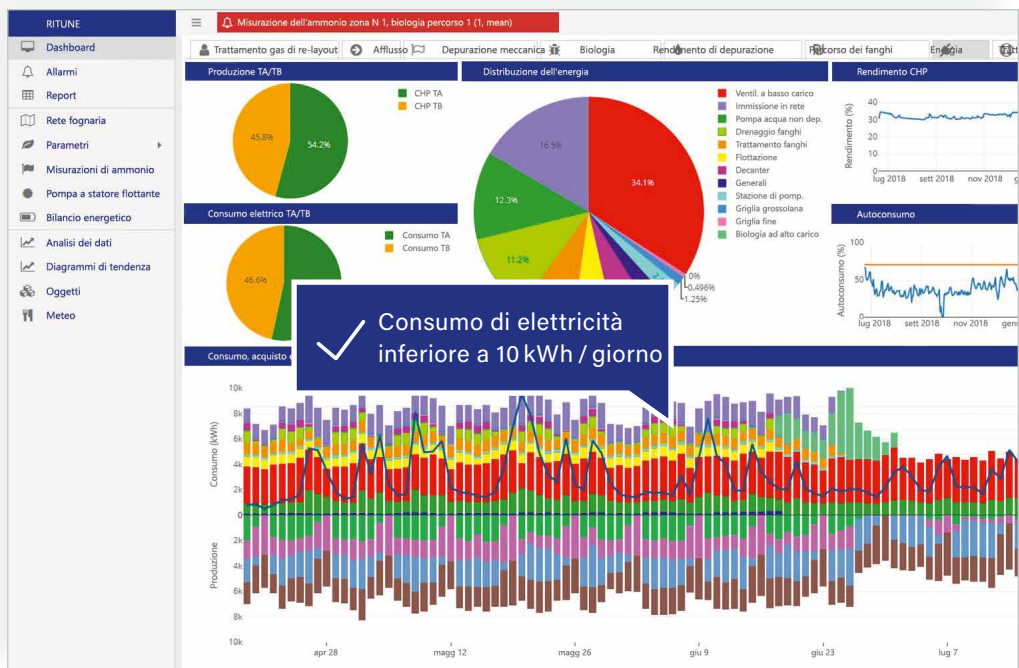 RITUNE
Dashboard
Allarmi
Report
Rete fognaria
Parametri
Misurazioni di ammonio
Pompa a statore flottante
Bilancio energetico
Analisi dei dati
Diagrammi di tendenza
Oggetti
Meteo
Misurazione dell'ammonio zona N 1, biologia percorso 1 (1, mean)
Trattamento gas di re-layout
Afflusso
Depurazione meccanica
Biologia
Rendimento di depurazione
Percorso dei fanghi
Energia
Produzione TA/TB
45.8%
54.2%
CHP TA
CHP TB
Distribuzione dell'energia
16.5%
34.1%
12.3%
11.2%
0%
0.496%
1.25%
Ventil. a basso carico
Immissione in rete
Pompa acqua non dep.
Drenaggio fanghi
Trattamento fanghi
Flottazione
Decanter
Generali
Stazione di pomp.
Griglia grossolana
Griglia fine
Biologia ad alto carico
Rendimento CHP
Rendimento (%)
40
30
20
10
0
lug 2018
sett 2018
nov 2018
Consumo elettrico TA/TB
46.6%
Consumo TA
Consumo TB
Autoconsumo
Autoconsumo (%)
100
50
0
lug 2018
sett 2018
nov 2018
Consumo di elettricità
inferiore a 10 kWh / giorno
Consumo, acquisto
Consumo (kWh)
Produzione
10k
8k
6k
4k
2k
0
2k
4k
6k
8k
10k
apr 28
magg 12
magg 26
giu 9
giu 23
lug 7